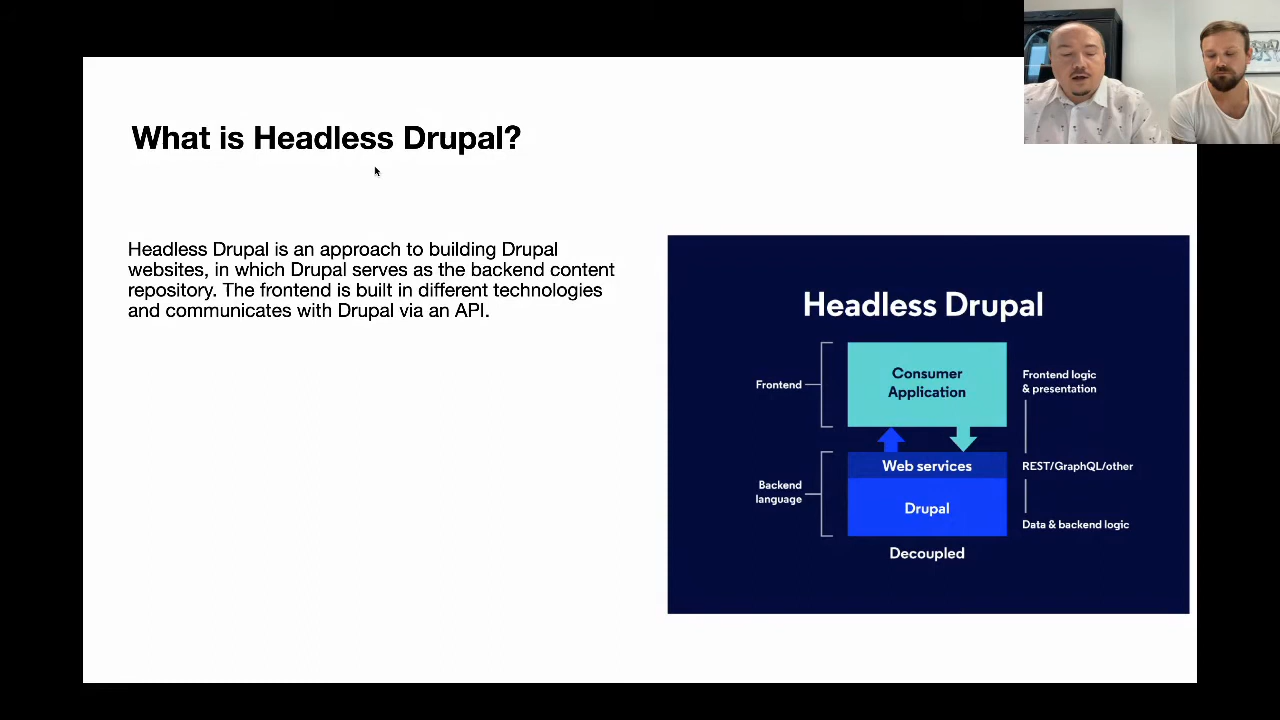 What is Headless Drupal?
Headless Drupal is an approach to building Drupal
websites, in which Drupal serves as the backend content
repository. The frontend is built in different technologies
and communicates with Drupal via an API.
Headless Drupal
Frontend
Consumer
Application
Frontend logic
& presentation
Backend
language
Web services
REST/GraphQL/other
Drupal
Data & backend logic
Decoupled